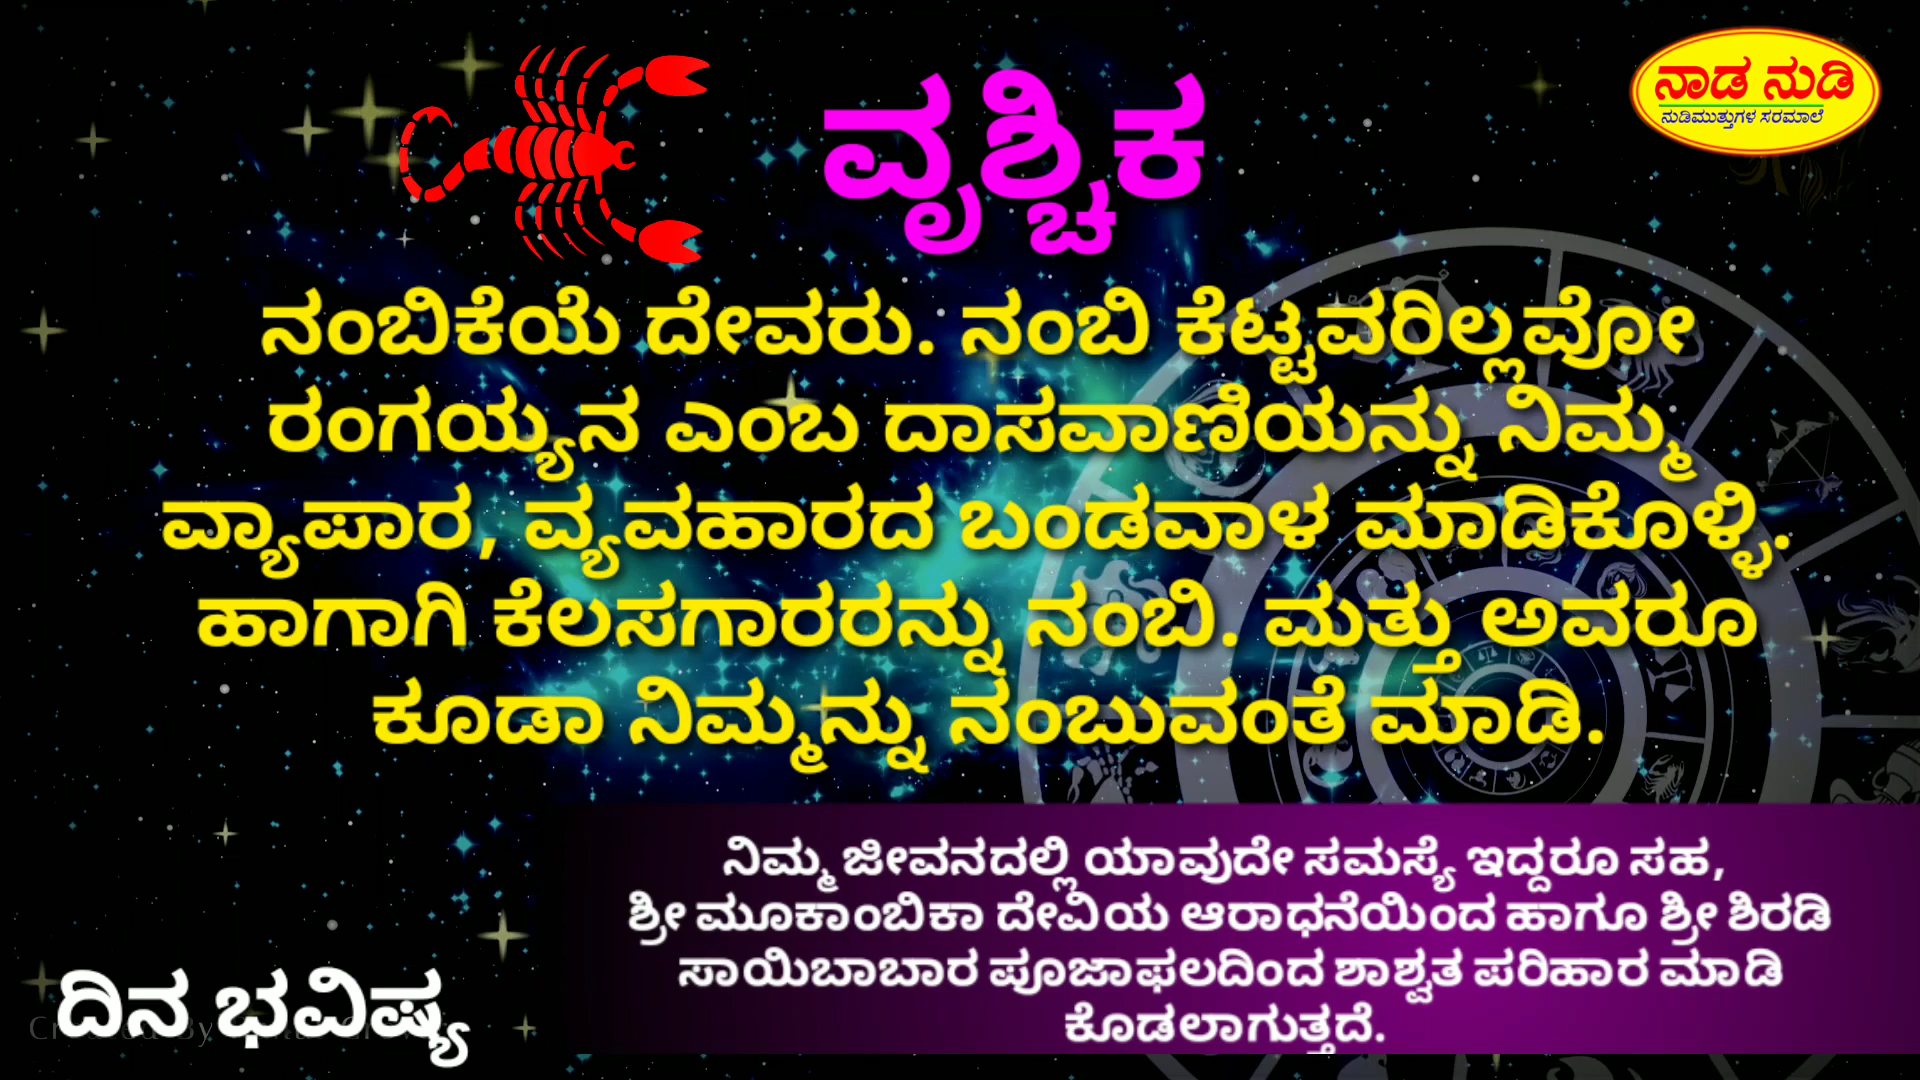 ನಾಡ ನುಡಿ
ನುಡಿಮುತ್ತುಗಳ ಸರಮಾಲೆ
ವೃಶ್ಚಿಕ
ನಂಬಿಕೆಯೆ ದೇವರು. ನಂಬಿ ಕೆಟ್ಟವರಿಲ್ಲವೋ
ರಂಗಯ್ಯನ ಎಂಬ ದಾಸವಾಣಿಯನ್ನು ನಿಮ್ಮ
ವ್ಯಾಪಾರ, ವ್ಯವಹಾರದ ಬಂಡವಾಳ ಮಾಡಿಕೊಳ್ಳಿ.
ಹಾಗಾಗಿ ಕೆಲಸಗಾರರನ್ನು ನಂಬಿ. ಮತ್ತು ಅವರೂ
ಕೂಡಾ ನಿಮ್ಮನ್ನು ನಂಬುವಂತೆ ಮಾಡಿ.
ನಿಮ್ಮ ಜೀವನದಲ್ಲಿ ಯಾವುದೇ ಸಮಸ್ಯೆ ಇದ್ದರೂ ಸಹ,
ಶ್ರೀ ಮೂಕಾಂಬಿಕಾ ದೇವಿಯ ಆರಾಧನೆಯಿಂದ ಹಾಗೂ ಶ್ರೀ ಶಿರಡಿ
ಸಾಯಿಬಾಬಾರ ಪೂಜಾಫಲದಿಂದ ಶಾಶ್ವತ ಪರಿಹಾರ ಮಾಡಿ
ಕೊಡಲಾಗುತ್ತದೆ.
ದಿನ ಭವಿಷ್ಯ